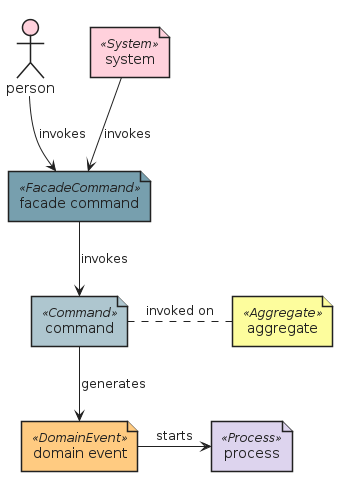 «System»
system
person
invokes
invokes
«FacadeCommand»
facade command
invokes
«Command»
command
invoked on
«Aggregate»
aggregate
generates
«DomainEvent»
domain event
starts
«Process»
process